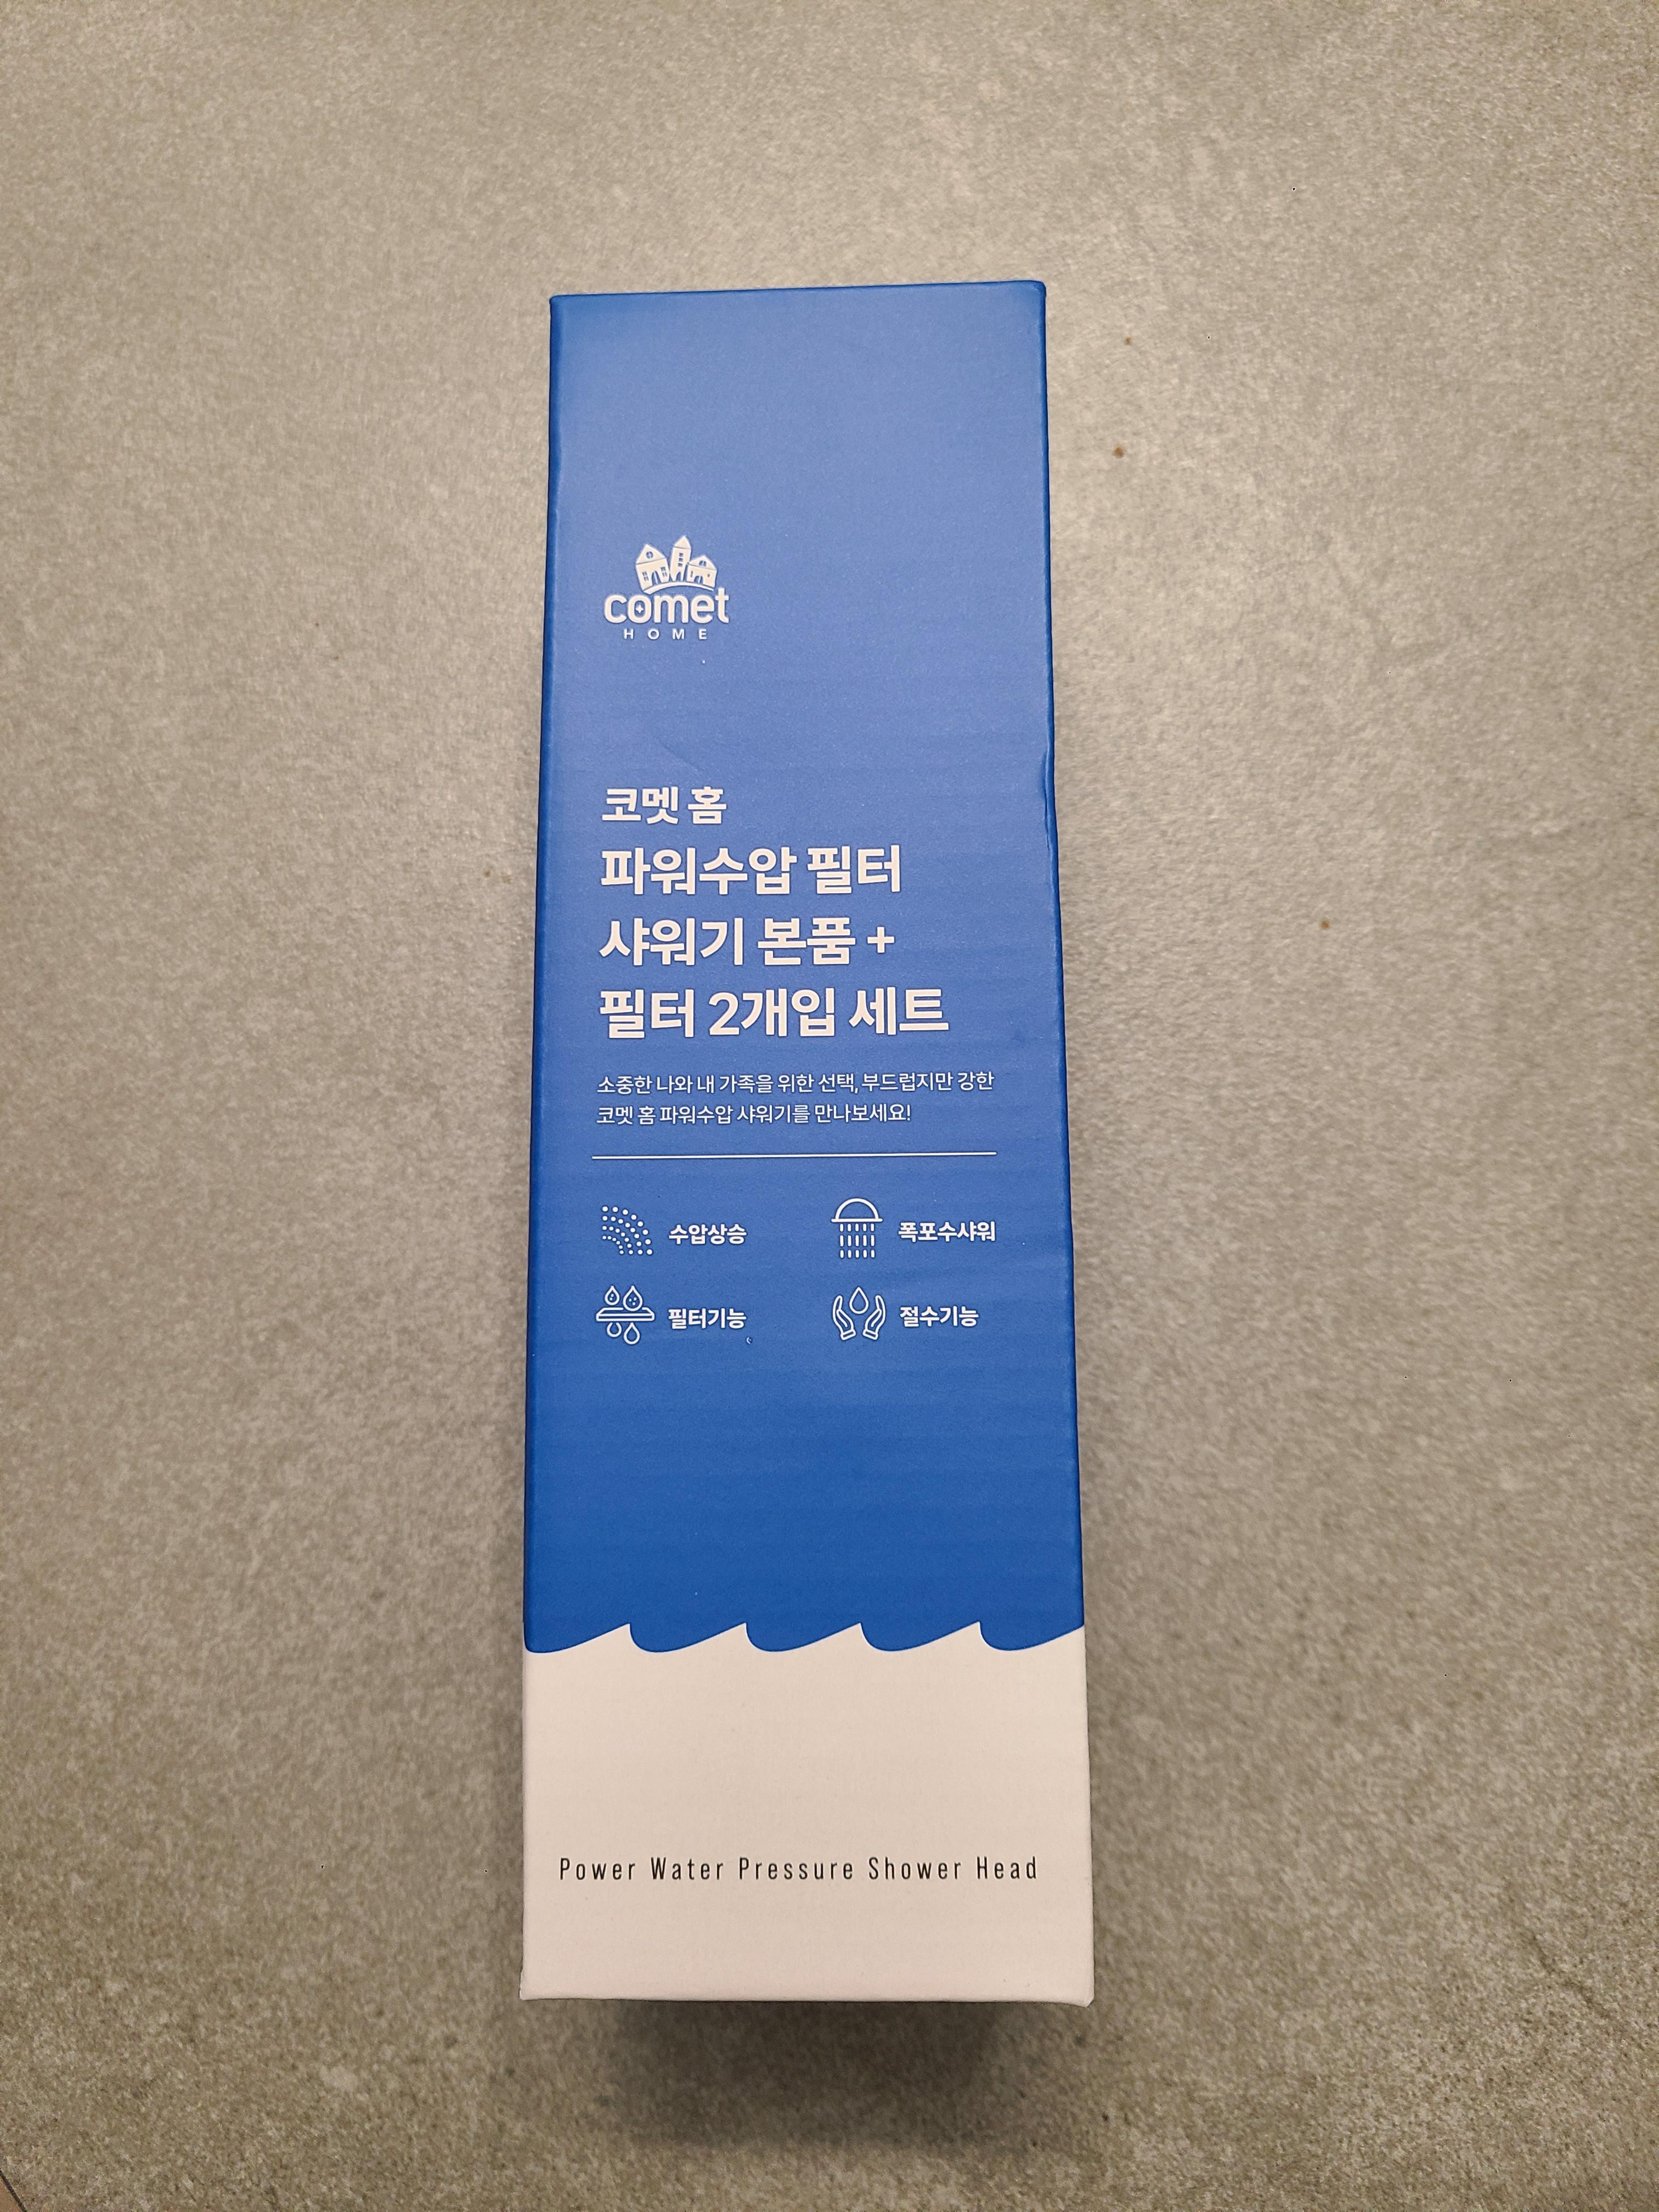 comet
HOME
코멧 홈
파워수압 필터
샤워기 본품 +
필터 2개입 세트
소중한 나와 내 가족을 위한 선택, 부드럽지만 강한
코멧 홈 파워수압 샤워기를 만나보세요!
수압상승
폭포수샤워
필터기능
절수기능
Power Water Pressure Shower Head